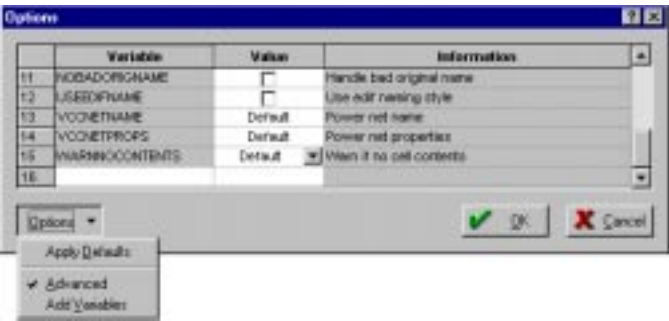 Options
Variable Value Information
11 NOBADORIGNAME Handle bad original name
12 USEEDIFNAME Use edif naming style
13 VCCNETNAME Default Power net name
14 VCCNETPROPS Default Power net properties
15 WARNNOCONTENTS Default Warn if no cell contents
16
Options OK Cancel
Apply Defaults
Advanced
Add Variables